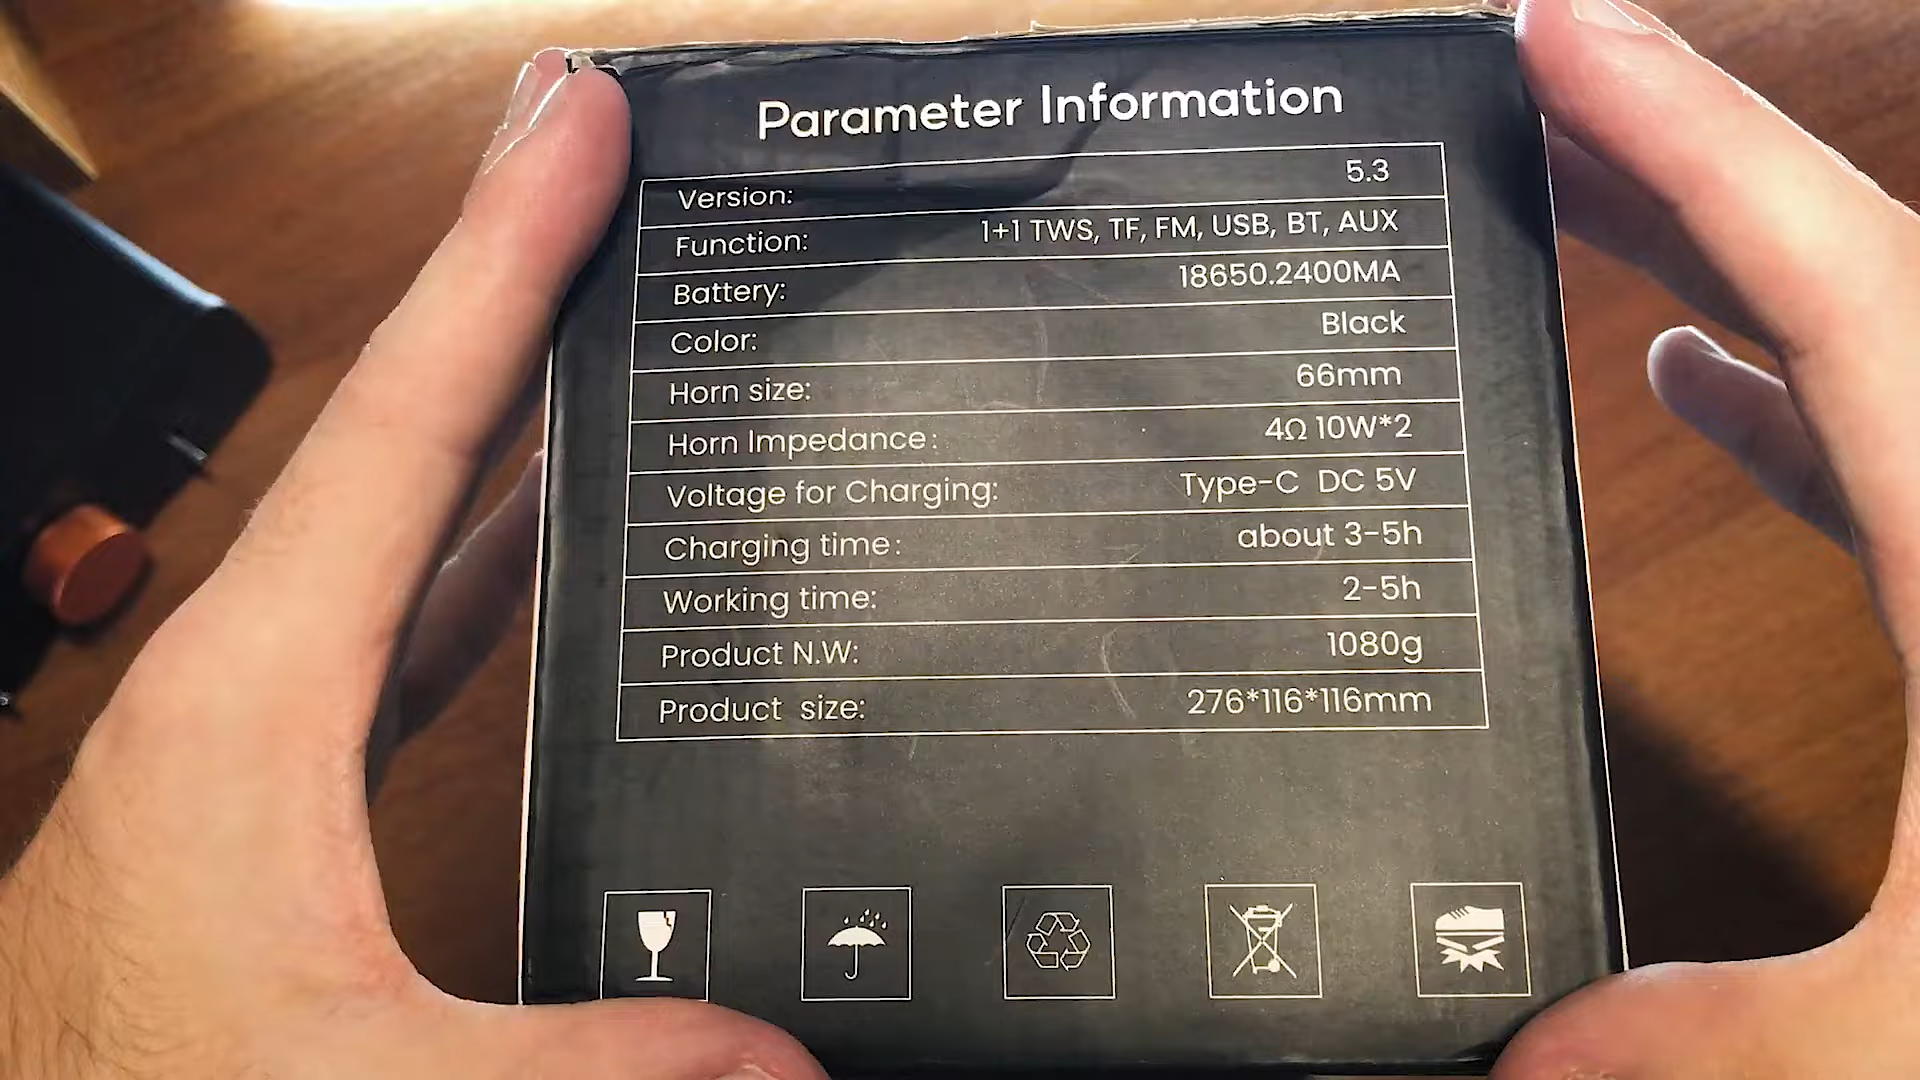 Parameter Information
Version: 5.3
Function: 1+1 TWS, TF, FM, USB, BT, AUX
Battery: 18650.2400MA
Color: Black
Horn size: 66mm
Horn Impedance: 4Ω 10W*2
Voltage for Charging: Type-C DC 5V
Charging time: about 3-5h
Working time: 2-5h
Product N.W: 1080g
Product size: 276*116*116mm